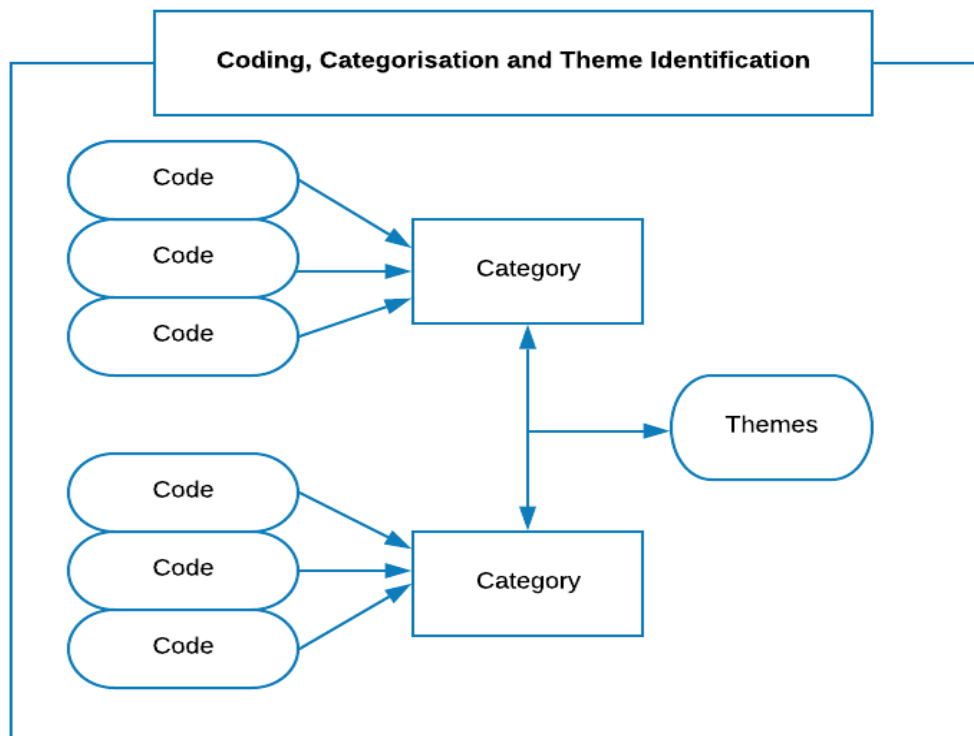 Coding, Categorisation and Theme Identification
Code
Code
Code
Category
Themes
Code
Code
Code
Category